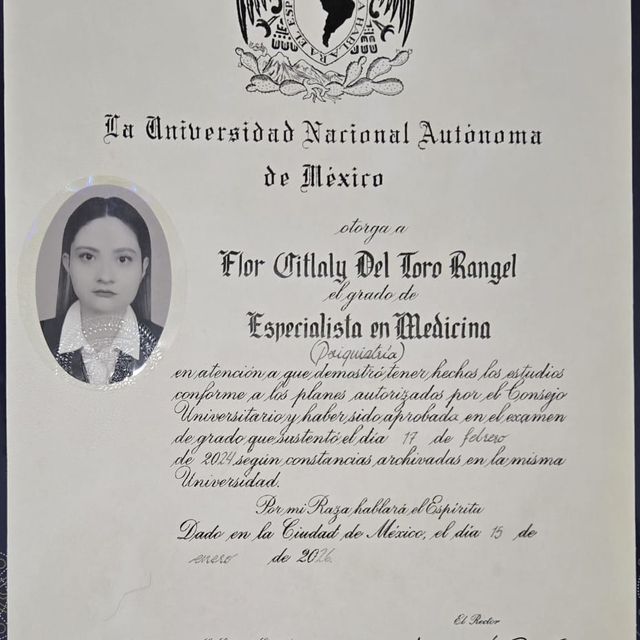 HABLARA EL ESP
La Universidad Nacional Autónoma
de México
otorga a
Flor Citlaly Del Toro Rangel
el grado de
Especialista en Medicina
(Psiquiatría)
en atención a que demostró tener hechos los estudios
conforme a los planes autorizados por el Consejo
Universitario y haber sido aprobada en el examen
de grado que sustentó el día 17 de febrero
de 2024 según constancias archivadas en la misma
Universidad.
Por mi Raza hablará el Espíritu
Dado en la Ciudad de México, el día 15 de
enero de 2026.
El Rector